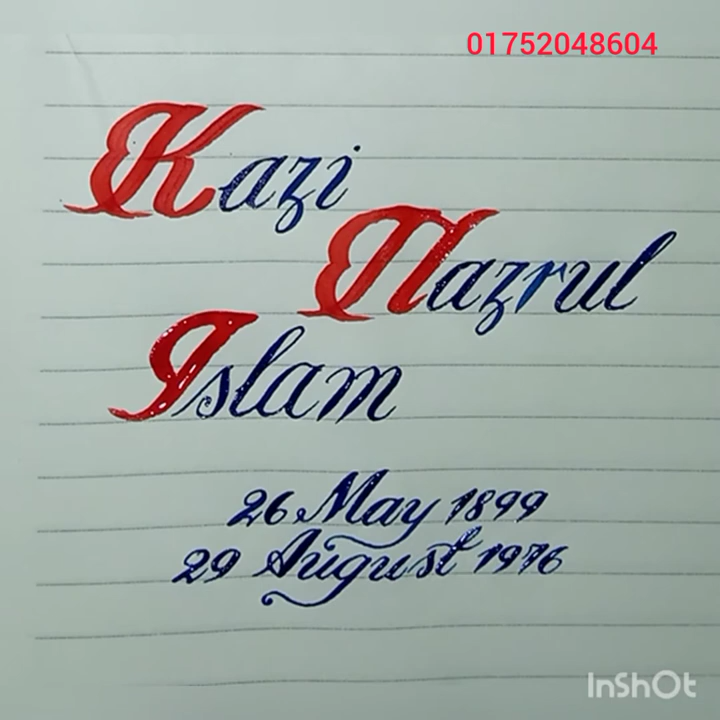 01752048604
Kazi
Nazrul
Islam
26 May 1899
29 August 1976
InShOt